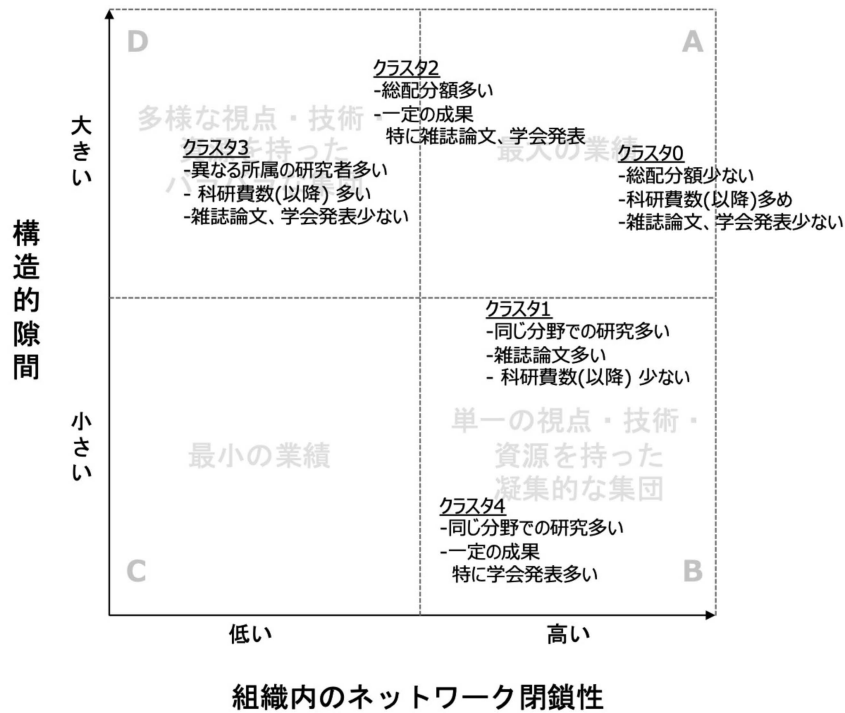 D
A
クラスタ2
-総配分額多い
-一定の成果
特に雑誌論文、学会発表
多様な視点・技術・
を持った
クラスタ3
-異なる所属の研究者多い
- 科研費数(以降) 多い
-雑誌論文、学会発表少ない
最大の業績
クラスタ0
-総配分額少ない
-科研費数(以降)多め
-雑誌論文、学会発表少ない
大きい
構造的隙間
小さい
クラスタ1
-同じ分野での研究多い
-雑誌論文多い
- 科研費数(以降) 少ない
単一の視点・技術・
資源を持った
凝集的な集団
最小の業績
クラスタ4
-同じ分野での研究多い
-一定の成果
特に学会発表多い
C
B
低い
高い
組織内のネットワーク閉鎖性